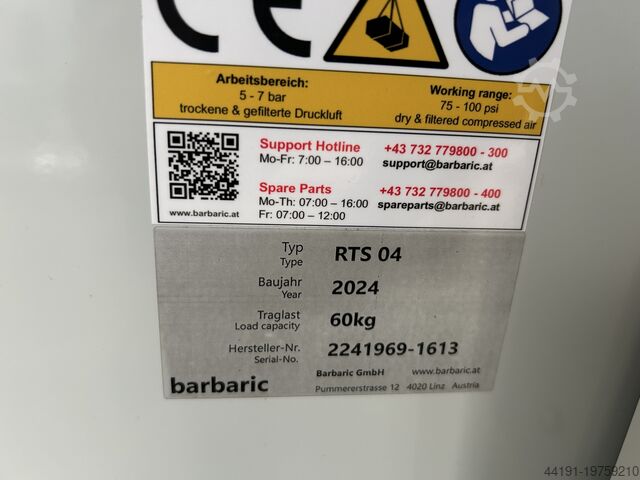 CE
Arbeitsbereich:
5 - 7 bar
trockene & gefilterte Druckluft
Working range:
75 - 100 psi
dry & filtered compressed air
Support Hotline +43 732 779800 - 300
Mo-Fr: 7:00 – 16:00 support@barbaric.at
Spare Parts +43 732 779800 - 400
Mo-Th: 07:00 – 16:00 spareparts@barbaric.at
Fr: 07:00 – 12:00
www.barbaric.at
Typ
Type
RTS 04
Baujahr
Year
2024
Traglast
Load capacity
60kg
Hersteller-Nr.
Serial-No.
2241969-1613
Barbaric GmbH www.barbaric.at
barbaric
Pummererstrasse 12 4020 Linz Austria
44191-19759210